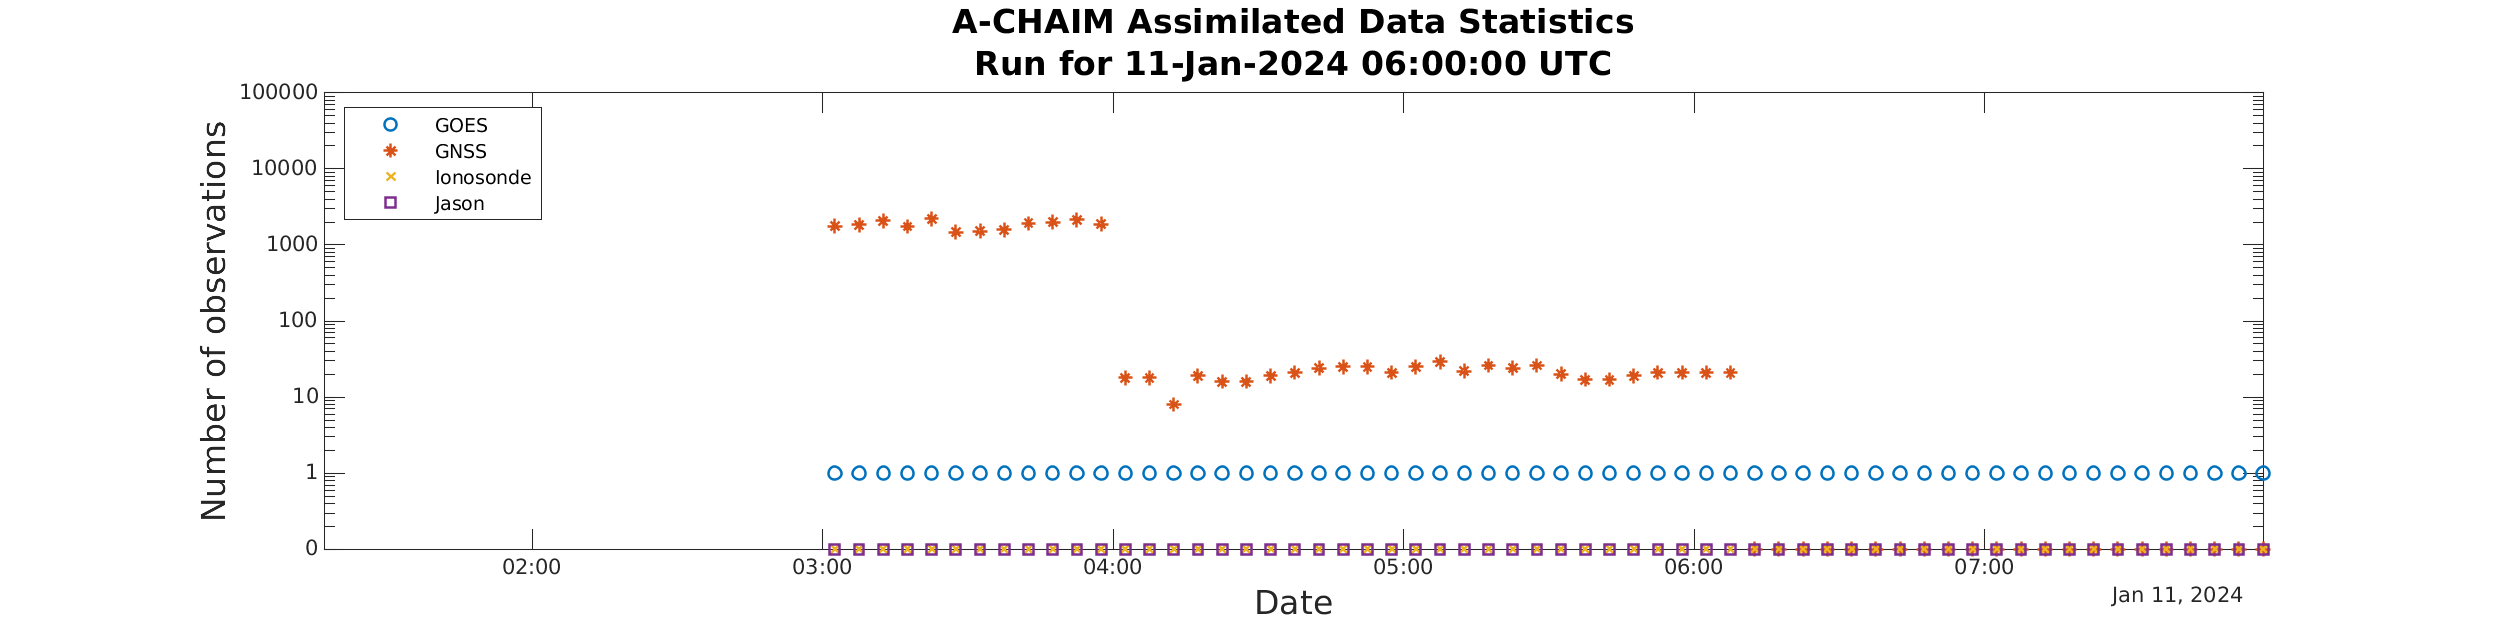 A-CHAIM Assimilated Data Statistics
Run for 11-Jan-2024 06:00:00 UTC
Number of observations
100000
10000
1000
100
10
1
0
GOES
GNSS
Ionosonde
Jason
02:00 03:00 04:00 05:00 06:00 07:00
Date
Jan 11, 2024